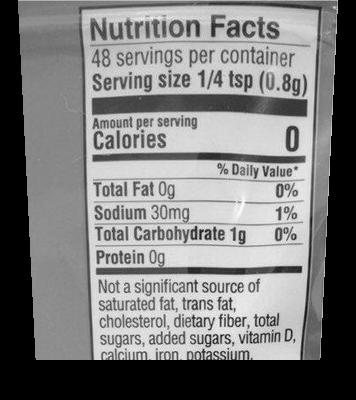 Nutrition Facts
48 servings per container
Serving size 1/4 tsp (0.8g)
Amount per serving
Calories 0
% Daily Value*
Total Fat 0g 0%
Sodium 30mg 1%
Total Carbohydrate 1g 0%
Protein 0g
Not a significant source of
saturated fat, trans fat,
cholesterol, dietary fiber, total
sugars, added sugars, vitamin D,
calcium, iron, potassium.